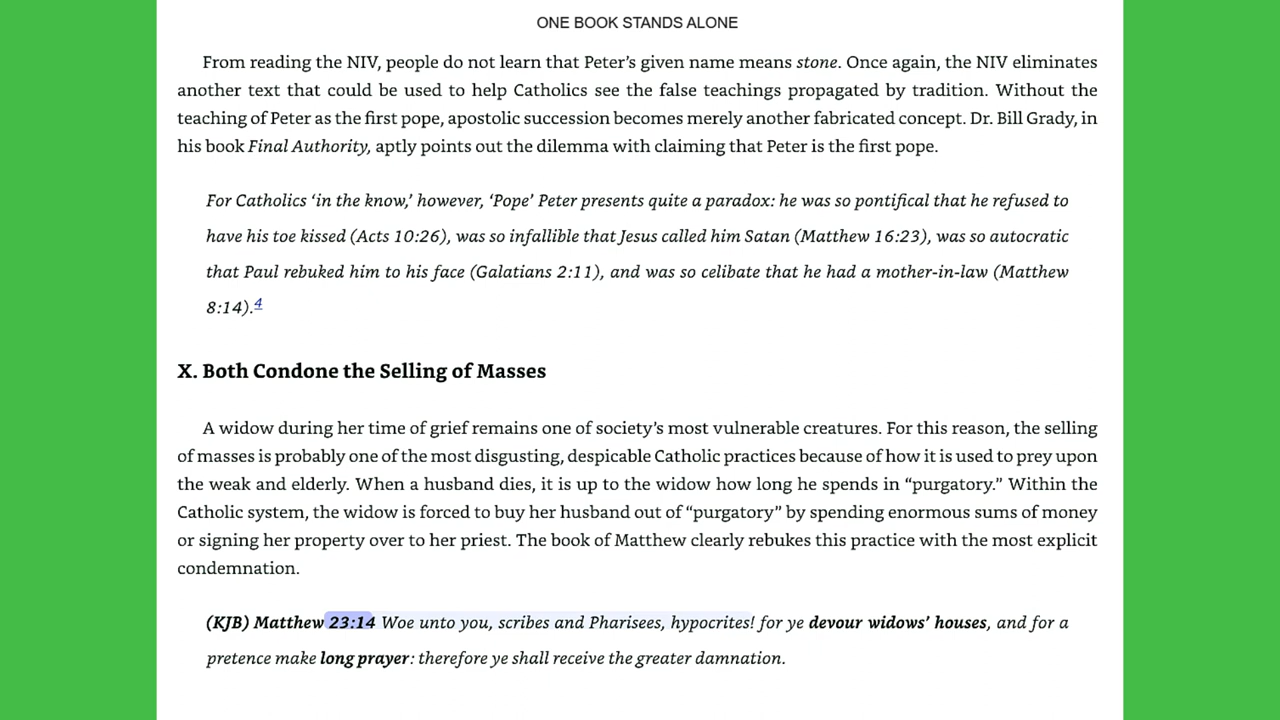 ONE BOOK STANDS ALONE
From reading the NIV, people do not learn that Peter’s given name means stone. Once again, the NIV eliminates
another text that could be used to help Catholics see the false teachings propagated by tradition. Without the
teaching of Peter as the first pope, apostolic succession becomes merely another fabricated concept. Dr. Bill Grady, in
his book Final Authority, aptly points out the dilemma with claiming that Peter is the first pope.
For Catholics ‘in the know,’ however, ‘Pope’ Peter presents quite a paradox: he was so pontifical that he refused to
have his toe kissed (Acts 10:26), was so infallible that Jesus called him Satan (Matthew 16:23), was so autocratic
that Paul rebuked him to his face (Galatians 2:11), and was so celibate that he had a mother-in-law (Matthew
8:14).4
X. Both Condone the Selling of Masses
A widow during her time of grief remains one of society’s most vulnerable creatures. For this reason, the selling
of masses is probably one of the most disgusting, despicable Catholic practices because of how it is used to prey upon
the weak and elderly. When a husband dies, it is up to the widow how long he spends in “purgatory.” Within the
Catholic system, the widow is forced to buy her husband out of “purgatory” by spending enormous sums of money
or signing her property over to her priest. The book of Matthew clearly rebukes this practice with the most explicit
condemnation.
(KJB) Matthew 23:14 Woe unto you, scribes and Pharisees, hypocrites! for ye devour widows’ houses, and for a
pretence make long prayer: therefore ye shall receive the greater damnation.